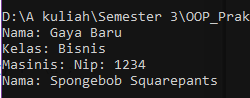 D:\A kuliah\Semester 3\OOP_Prak
Nama: Gaya Baru
Kelas: Bisnis
Masinis: Nip: 1234
Nama: Spongebob Squarepants